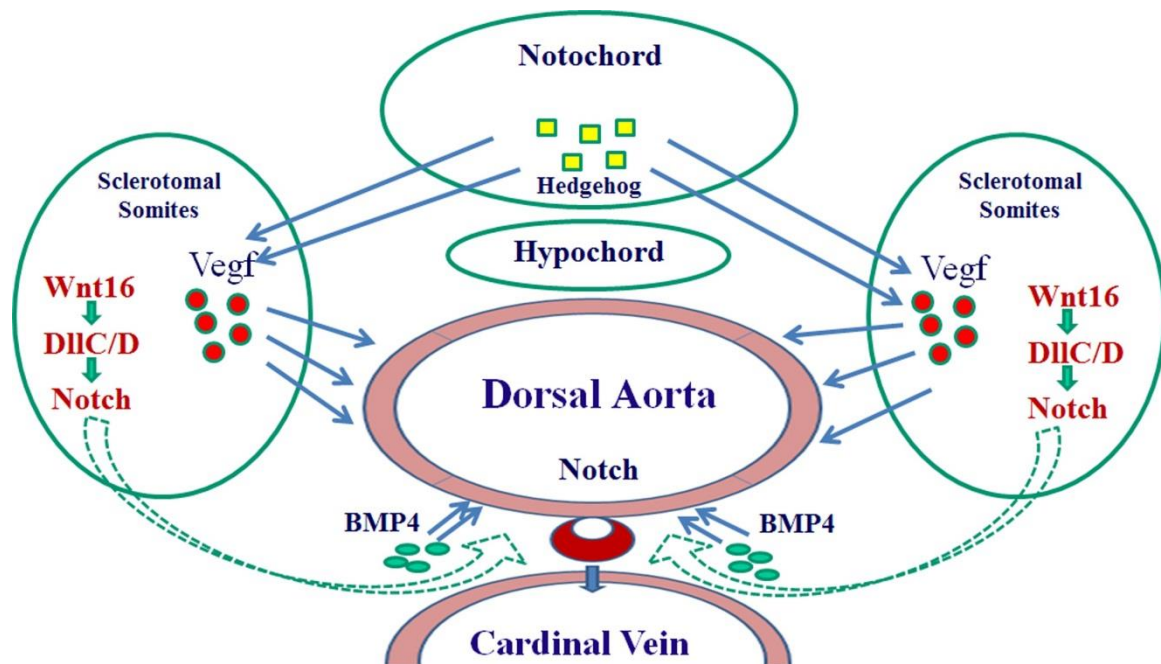 Notochord
Hedgehog
Sclerotomal
Somites
Vegf
Wnt16
DllC/D
Notch
Hypochord
Sclerotomal
Somites
Vegf
Wnt16
DllC/D
Notch
Dorsal Aorta
Notch
BMP4
BMP4
Cardinal Vein